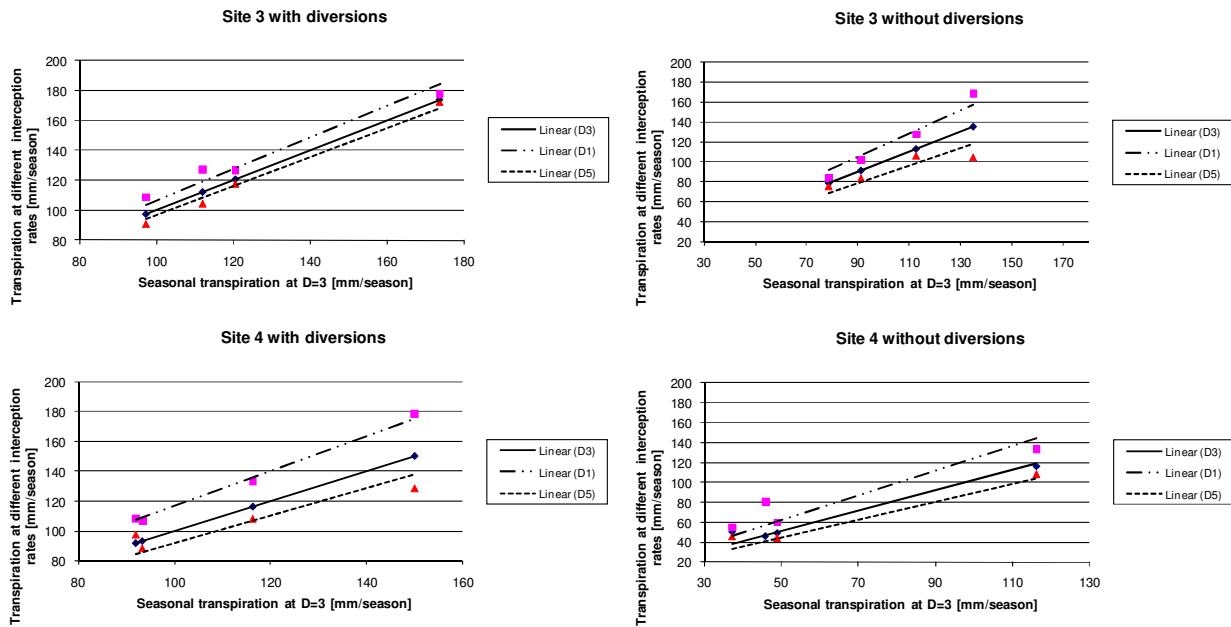 Site 3 with diversions
Transpiration at different interception
rates [mm/season]
200
180
160
140
120
100
80
80
100
120
140
160
180
Seasonal transpiration at D=3 [mm/season]
Linear (D3)
Linear (D1)
Linear (D5)
Site 3 without diversions
Transpiration at different interception
rates [mm/season]
200
180
160
140
120
100
80
60
40
20
30
50
70
90
110
130
150
170
Seasonal transpiration at D=3 [mm/season]
Linear (D3)
Linear (D1)
Linear (D5)
Site 4 with diversions
Transpiration at different interception
rates [mm/season]
200
180
160
140
120
100
80
80
100
120
140
160
Seasonal transpiration at D=3 [mm/season]
Linear (D3)
Linear (D1)
Linear (D5)
Site 4 without diversions
Transpiration at different interception
rates [mm/season]
200
180
160
140
120
100
80
60
40
20
30
50
70
90
110
130
Seasonal transpiration at D=3 [mm/season]
Linear (D3)
Linear (D1)
Linear (D5)